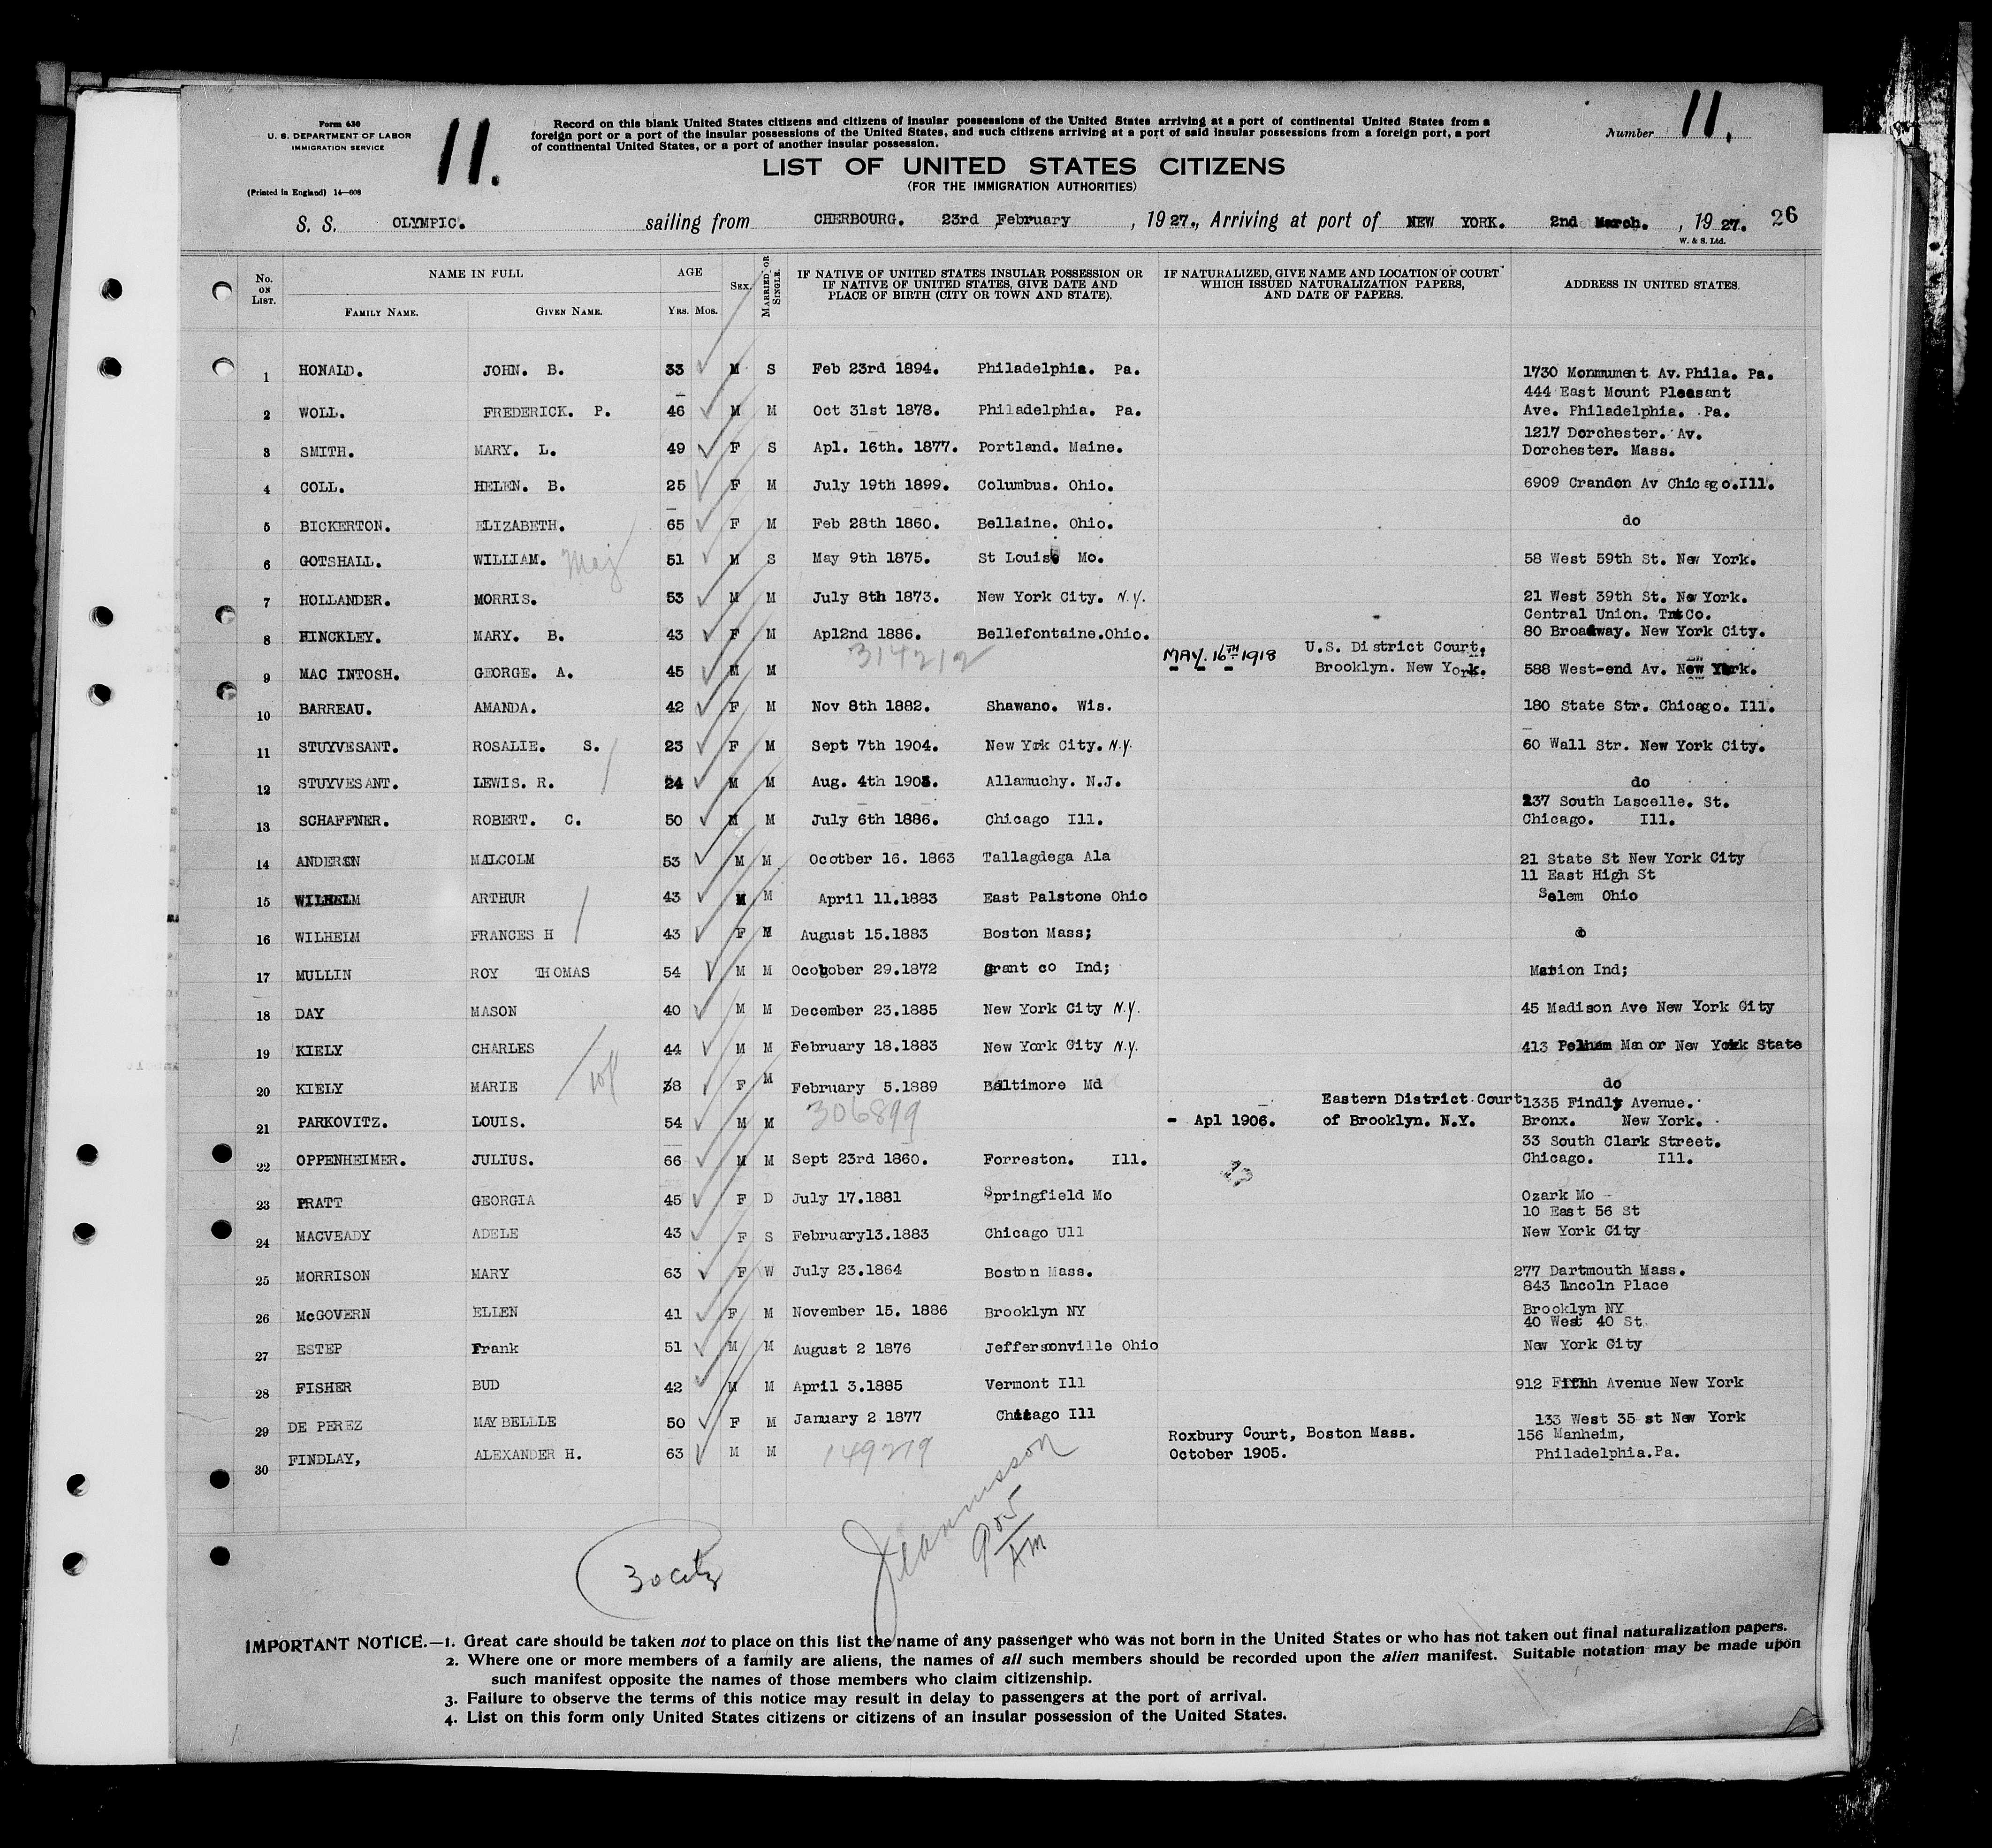 Form 630
U. S. DEPARTMENT OF LABOR
IMMIGRATION SERVICE
(Printed in England) 14—608
11.
Record on this blank United States citizens and citizens of insular possessions of the United States arriving at a port of continental United States from a
foreign port or a port of the insular possessions of the United States, and such citizens arriving at a port of said insular possessions from a foreign port, a port
of continental United States, or a port of another insular possession.
Number 11.
LIST OF UNITED STATES CITIZENS
(FOR THE IMMIGRATION AUTHORITIES)
S. S. OLYMPIC. sailing from CHERBOURG. 23rd February, 1927., Arriving at port of NEW YORK. 2nd March., 1927. 26
W. & S. Ltd.
No. ON LIST.
NAME IN FULL
FAMILY NAME.
GIVEN NAME.
AGE
YRS. MOS.
SEX.
MARRIED OR SINGLE.
IF NATIVE OF UNITED STATES INSULAR POSSESSION OR
IF NATIVE OF UNITED STATES, GIVE DATE AND
PLACE OF BIRTH (CITY OR TOWN AND STATE).
IF NATURALIZED, GIVE NAME AND LOCATION OF COURT
WHICH ISSUED NATURALIZATION PAPERS,
AND DATE OF PAPERS.
ADDRESS IN UNITED STATES.
1 HONALD. JOHN. B. 33 M S Feb 23rd 1894. Philadelphia. Pa. 1730 Monmument Av. Phila. Pa.
444 East Mount Pleasant
2 WOLL. FREDERICK. P. 46 M M Oct 31st 1878. Philadelphia. Pa. Ave. Philadelphia. Pa.
1217 Dorchester. Av.
3 SMITH. MARY. L. 49 F S Apl. 16th. 1877. Portland. Maine. Dorchester. Mass.
4 COLL. HELEN. B. 25 F M July 19th 1899. Columbus. Ohio. 6909 Crandon Av Chicago.Ill.
5 BICKERTON. ELIZABETH. 65 F M Feb 28th 1860. Bellaine. Ohio. do
6 GOTSHALL. WILLIAM. Maj 51 M S May 9th 1875. St Louis Mo. 58 West 59th St. New York.
7 HOLLANDER. MORRIS. 53 M M July 8th 1873. New York City. N.Y. 21 West 39th St. New York.
Central Union. Trst Co.
8 HINCKLEY. MARY. B. 43 F M Apl2nd 1886. Bellefontaine.Ohio. 80 Broadway. New York City.
314212 MAY. 16TH 1918 U.S. District Court.
9 MAC INTOSH. GEORGE. A. 45 M M Brooklyn. New York. 588 West-end Av. New York.
10 BARREAU. AMANDA. 42 F M Nov 8th 1882. Shawano. Wis. 180 State Str. Chicago. Ill.
11 STUYVESANT. ROSALIE. S. 23 F M Sept 7th 1904. New York City. N.Y. 60 Wall Str. New York City.
12 STUYVESANT. LEWIS. R. 24 M M Aug. 4th 1903. Allamuchy. N.J. do
237 South Lascelle. St.
13 SCHAFFNER. ROBERT. C. 50 M M July 6th 1886. Chicago Ill. Chicago. Ill.
14 ANDERSN MALCOLM 53 M M Ocotber 16. 1863 Tallagdega Ala 21 State St New York City
11 East High St
15 WILHELM ARTHUR 43 M M April 11.1883 East Palstone Ohio Salem Ohio
16 WILHEIM FRANCES H 43 F M August 15.1883 Boston Mass; do
17 MULLIN ROY THOMAS 54 M M Ocotober 29.1872 grant co Ind; Marion Ind;
18 DAY MASON 40 M M December 23.1885 New York City N.Y. 45 Madison Ave New York City
19 KIELY CHARLES 44 M M February 18.1883 New York City N.Y. 413 Pelham Manor New York State
20 KIELY MARIE 38 F M February 5.1889 Baltimore Md do
306899 Eastern District Court 1335 Findly Avenue.
21 PARKOVITZ. LOUIS. 54 M M - Apl 1906. of Brooklyn. N.Y. Bronx. New York.
33 South Clark Street.
22 OPPENHEIMER. JULIUS. 66 M M Sept 23rd 1860. Forreston. Ill. Chicago. Ill.
23 PRATT GEORGIA 45 F D July 17.1881 Springfield Mo Ozark Mo
10 East 56 St
24 MACVEADY ADELE 43 F S February13.1883 Chicago Ull New York City
25 MORRISON MARY 63 F W July 23.1864 Boston Mass. 277 Dartmouth Mass.
843 Lncoln Place
26 McGOVERN ELLEN 41 F M November 15. 1886 Brooklyn NY Brooklyn NY
40 West 40 St
27 ESTEP Frank 51 M M August 2 1876 Jeffersonville Ohio New York City
28 FISHER BUD 42 M M April 3.1885 Vermont Ill 912 Fifthh Avenue New York
29 DE PEREZ MAYBELLLE 50 F M January 2 1877 Chicago Ill 133 West 35 st New York
Roxbury Court, Boston Mass. 156 Manheim,
30 FINDLAY, ALEXANDER H. 63 M M 149219 October 1905. Philadelphia.Pa.
30 citz
905
AM
IMPORTANT NOTICE.—1. Great care should be taken not to place on this list the name of any passenger who was not born in the United States or who has not taken out final naturalization papers.
2. Where one or more members of a family are aliens, the names of all such members should be recorded upon the alien manifest. Suitable notation may be made upon
such manifest opposite the names of those members who claim citizenship.
3. Failure to observe the terms of this notice may result in delay to passengers at the port of arrival.
4. List on this form only United States citizens or citizens of an insular possession of the United States.